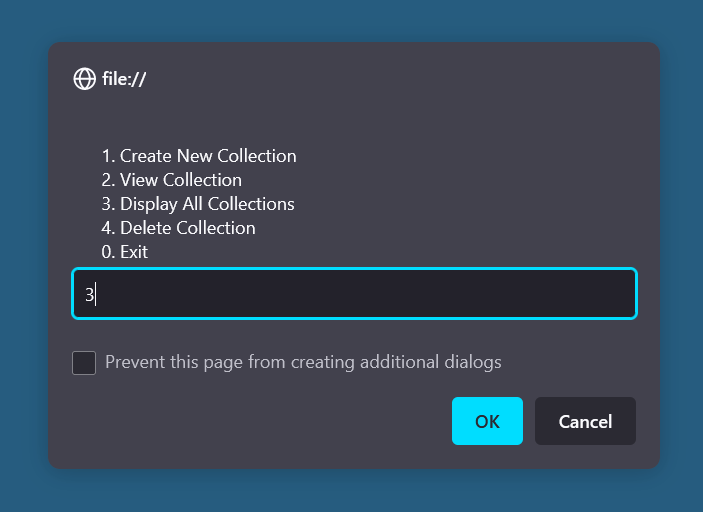 file://
1. Create New Collection
2. View Collection
3. Display All Collections
4. Delete Collection
0. Exit
3
Prevent this page from creating additional dialogs
OK Cancel